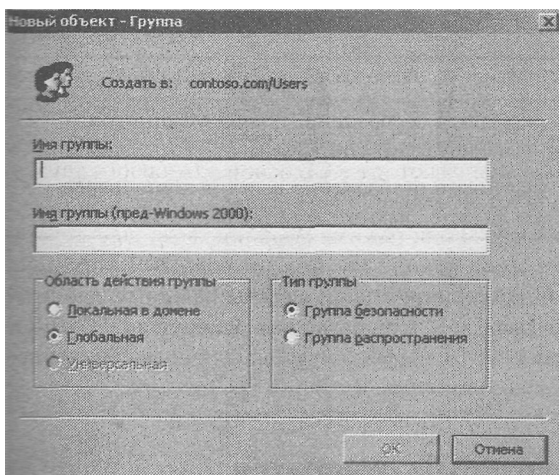 Новый объект - Группа
Создать в: contoso.com/Users
Имя группы:
Имя группы (пред-Windows 2000):
Область действия группы
Локальная в домене
Глобальная
Универсальная
Тип группы
Группа безопасности
Группа распространения
ОК
Отмена